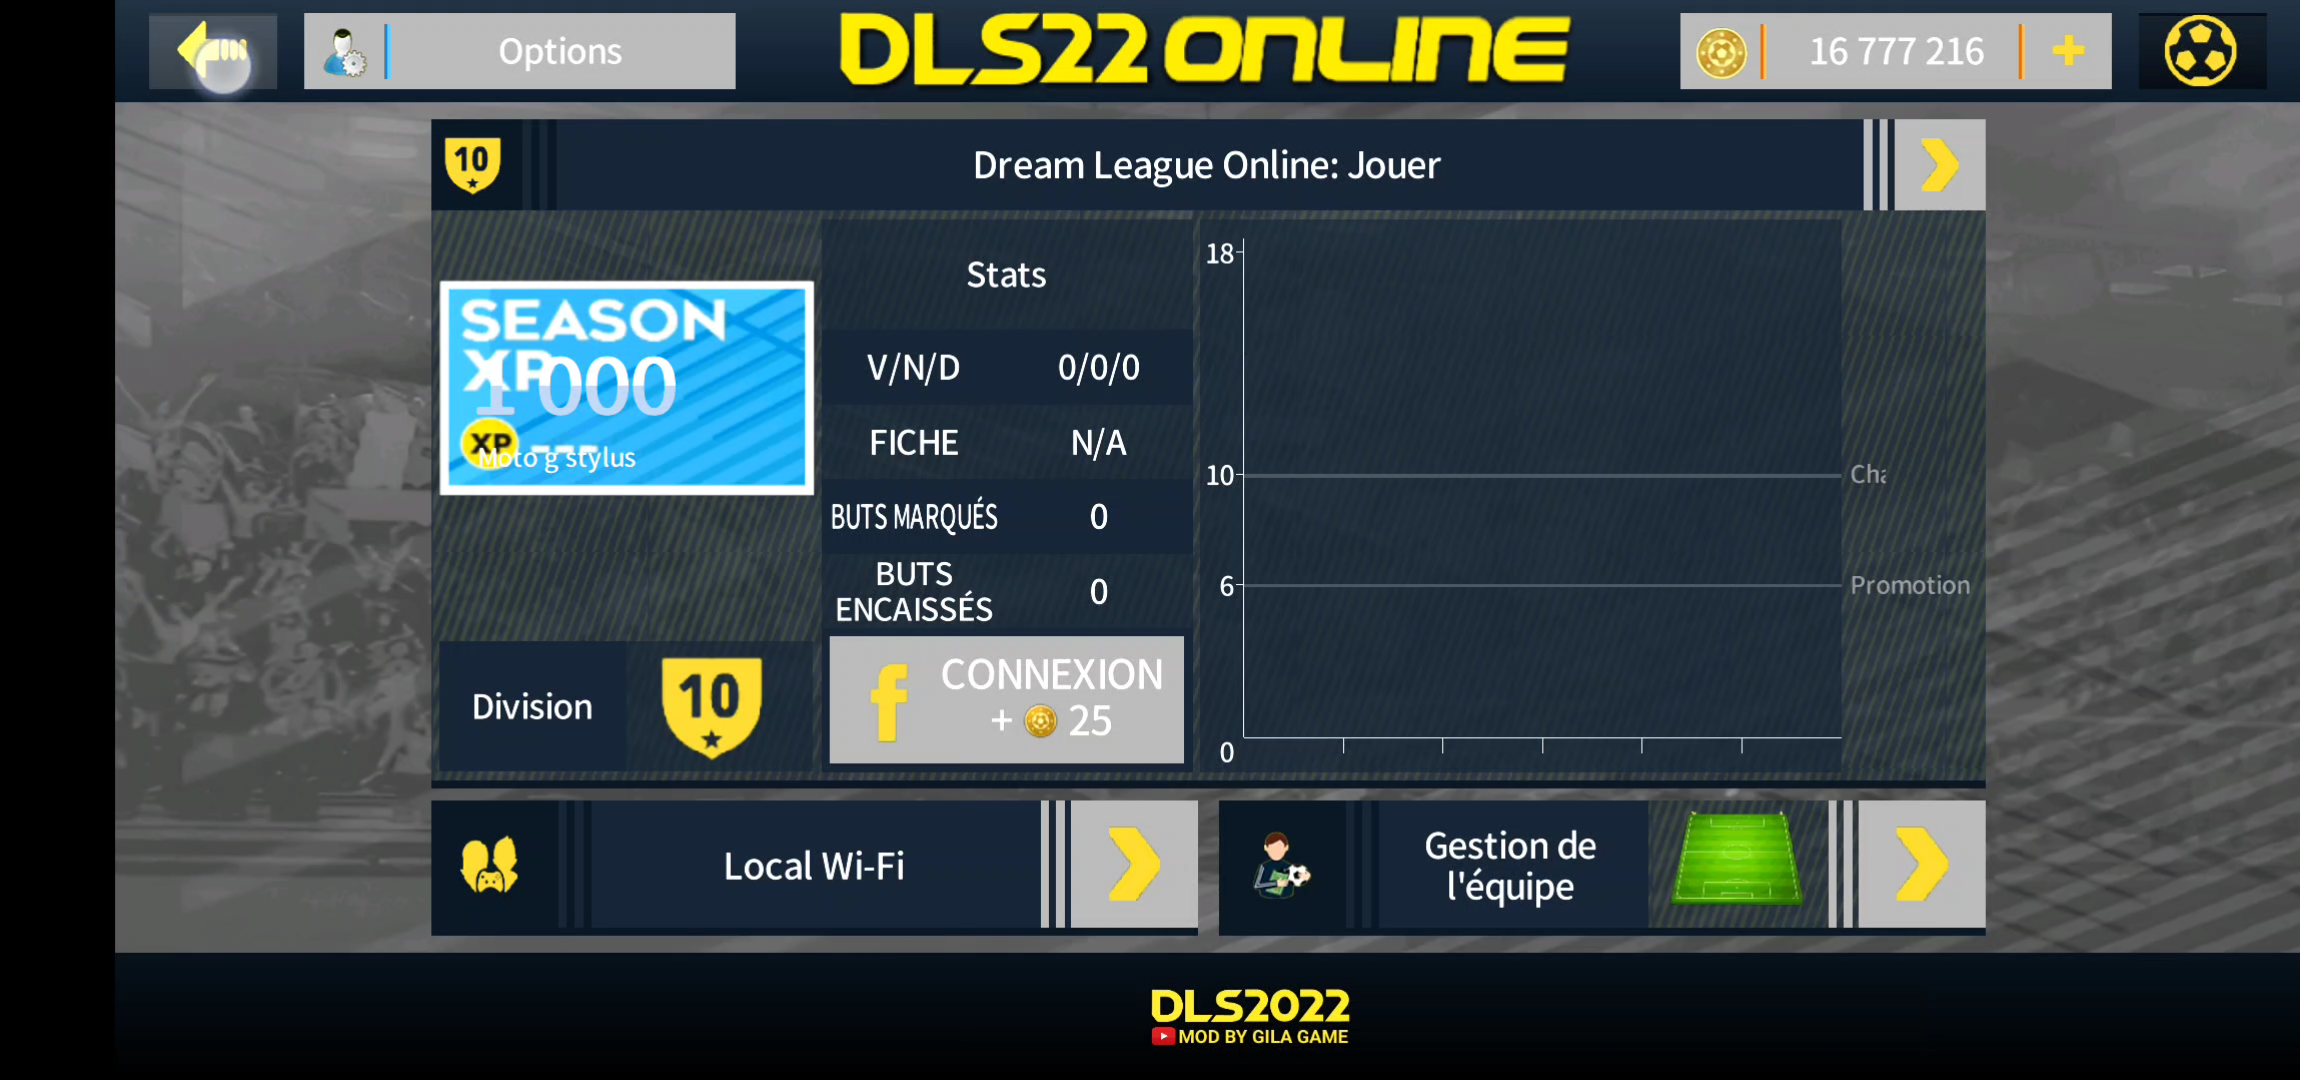 Options
DLS22 ONLINE
16 777 216
10
Dream League Online: Jouer
SEASON
XP
1 000
XP ---
Moto g stylus
Division
10
Stats
V/N/D 0/0/0
FICHE N/A
BUTS MARQUÉS 0
BUTS
ENCAISSÉS 0
CONNEXION
+ 25
18
10
6
0
Promotion
Local Wi-Fi
Gestion de
l'équipe
DLS2022
MOD BY GILA GAME